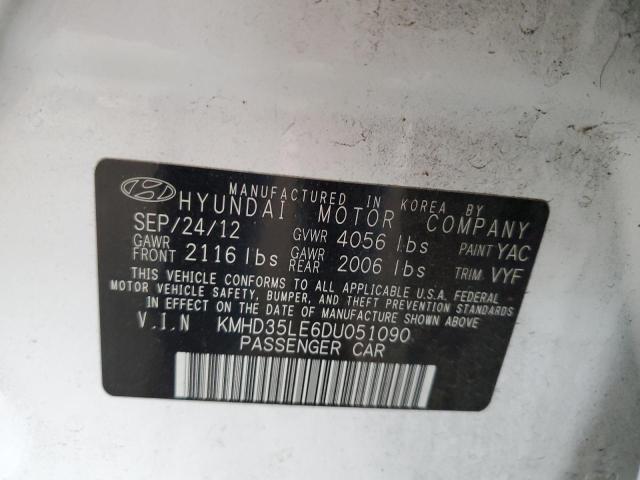 MANUFACTURED IN KOREA BY
HYUNDAI MOTOR COMPANY
SEP/24/12 GVWR 4056 lbs PAINT YAC
GAWR FRONT 2116 lbs GAWR REAR 2006 lbs TRIM. VYF
THIS VEHICLE CONFORMS TO ALL APPLICABLE U.S.A. FEDERAL
MOTOR VEHICLE SAFETY, BUMPER, AND THEFT PREVENTION STANDARDS
IN EFFECT ON THE DATE OF MANUFACTURE SHOWN ABOVE.
V.I.N KMHD35LE6DU051090
PASSENGER CAR